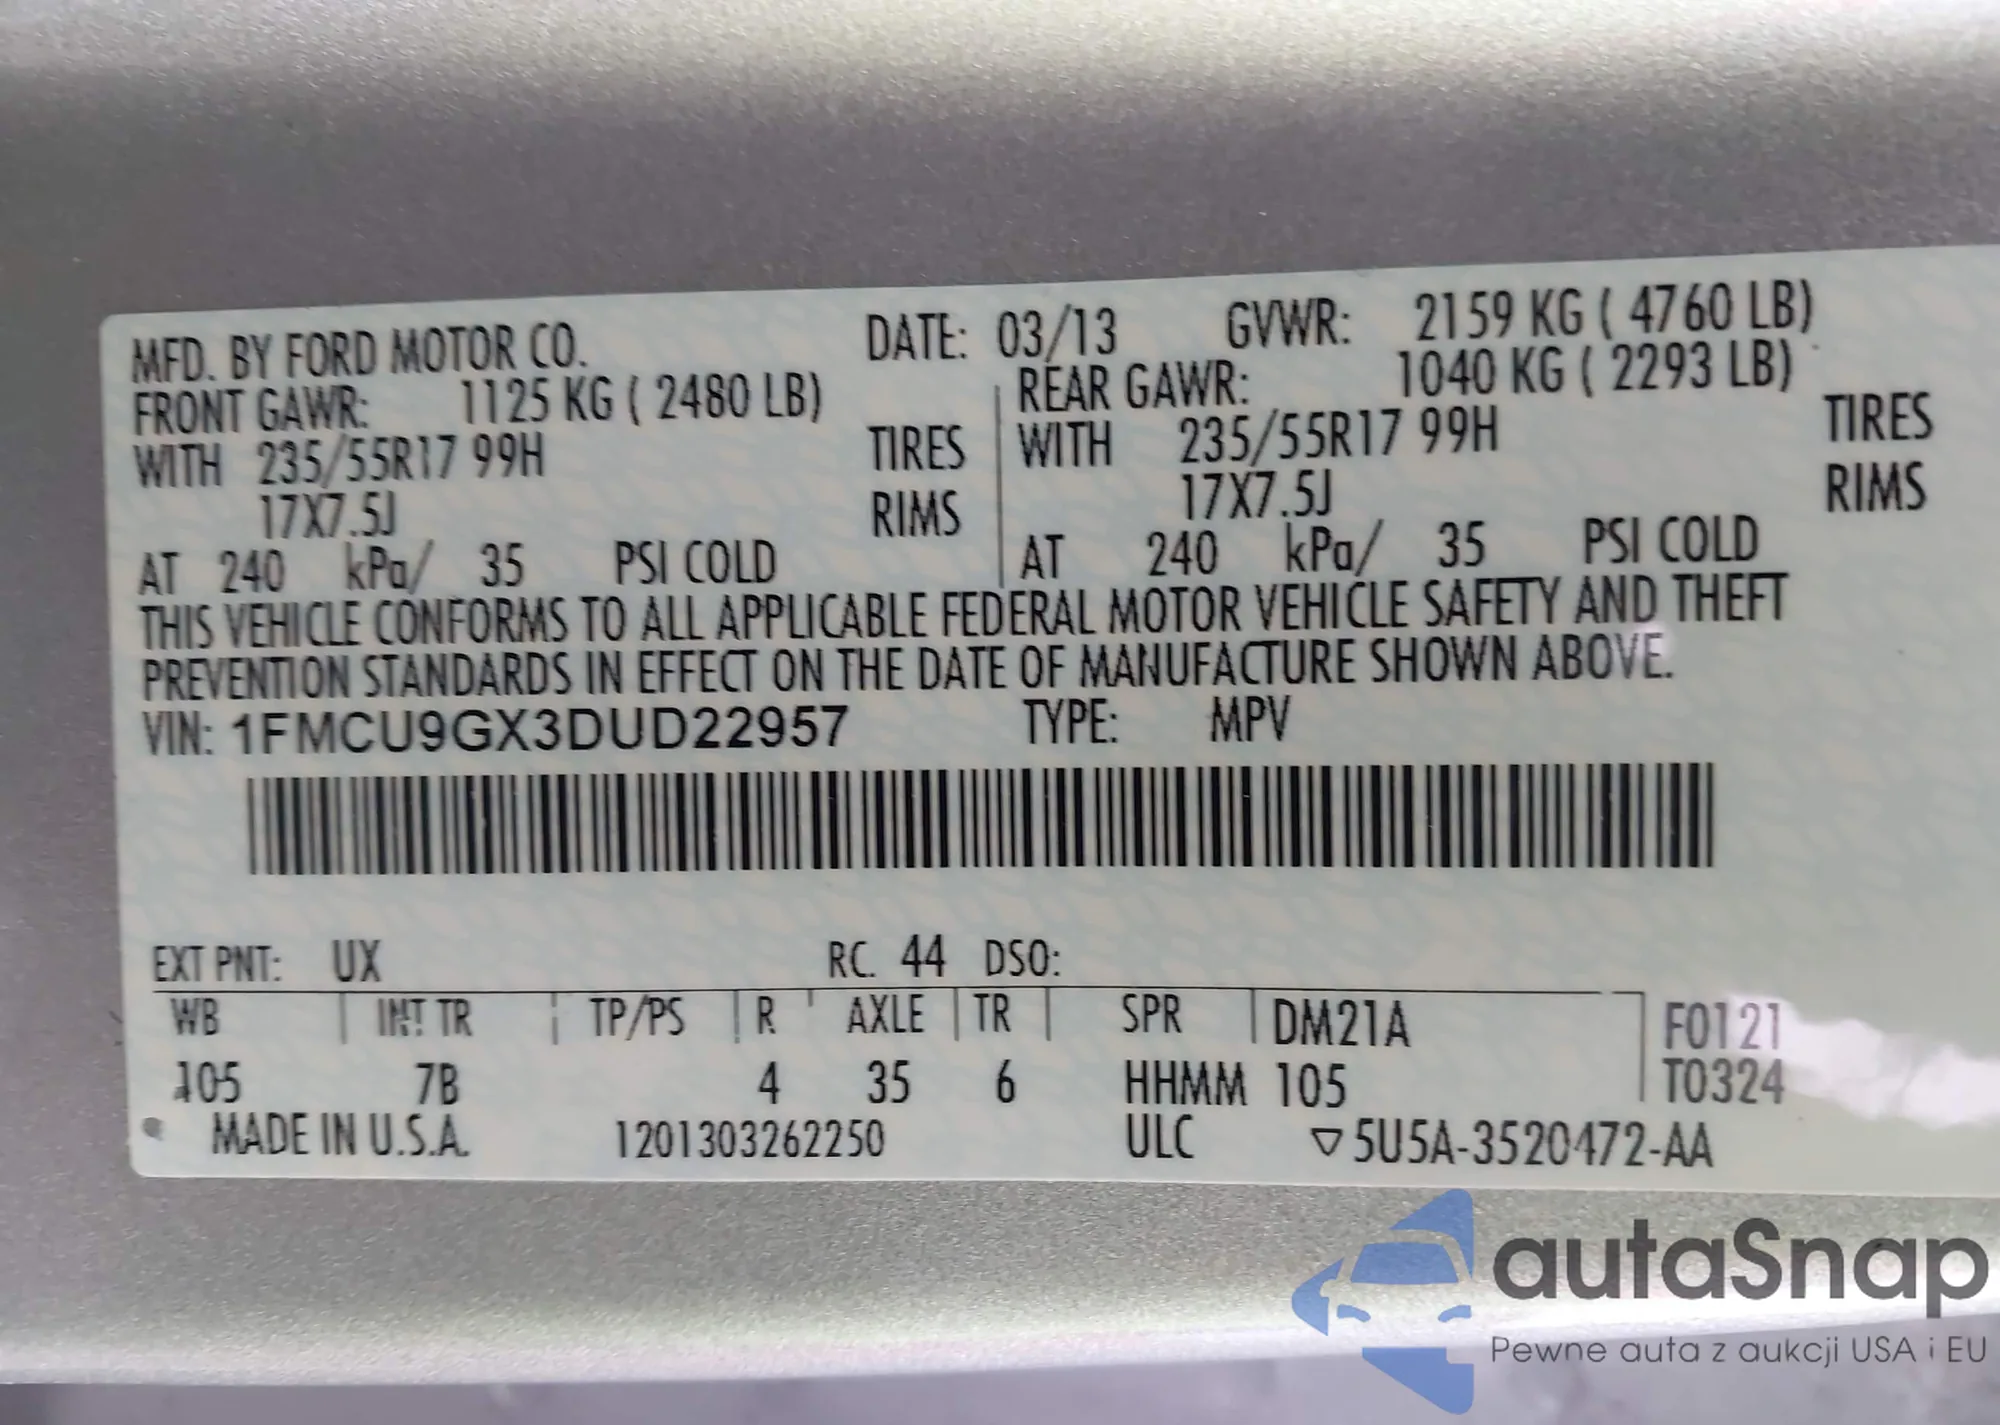 MFD. BY FORD MOTOR CO. DATE: 03/13 GVWR: 2159 KG ( 4760 LB)
FRONT GAWR: 1125 KG ( 2480 LB) REAR GAWR: 1040 KG ( 2293 LB)
WITH 235/55R17 99H TIRES WITH 235/55R17 99H TIRES
17X7.5J RIMS 17X7.5J RIMS
AT 240 kPa/ 35 PSI COLD AT 240 kPa/ 35 PSI COLD
THIS VEHICLE CONFORMS TO ALL APPLICABLE FEDERAL MOTOR VEHICLE SAFETY AND THEFT
PREVENTION STANDARDS IN EFFECT ON THE DATE OF MANUFACTURE SHOWN ABOVE.
VIN: 1FMCU9GX3DUD22957 TYPE: MPV
EXT PNT: UX RC. 44 DSO:
WB INT TR TP/PS R AXLE TR SPR DM21A F0121
105 7B 4 35 6 HHMM 105 T0324
MADE IN U.S.A. 1201303262250 ULC ▽5U5A-3520472-AA
autaSnap
Pewne auta z aukcji USA i EU